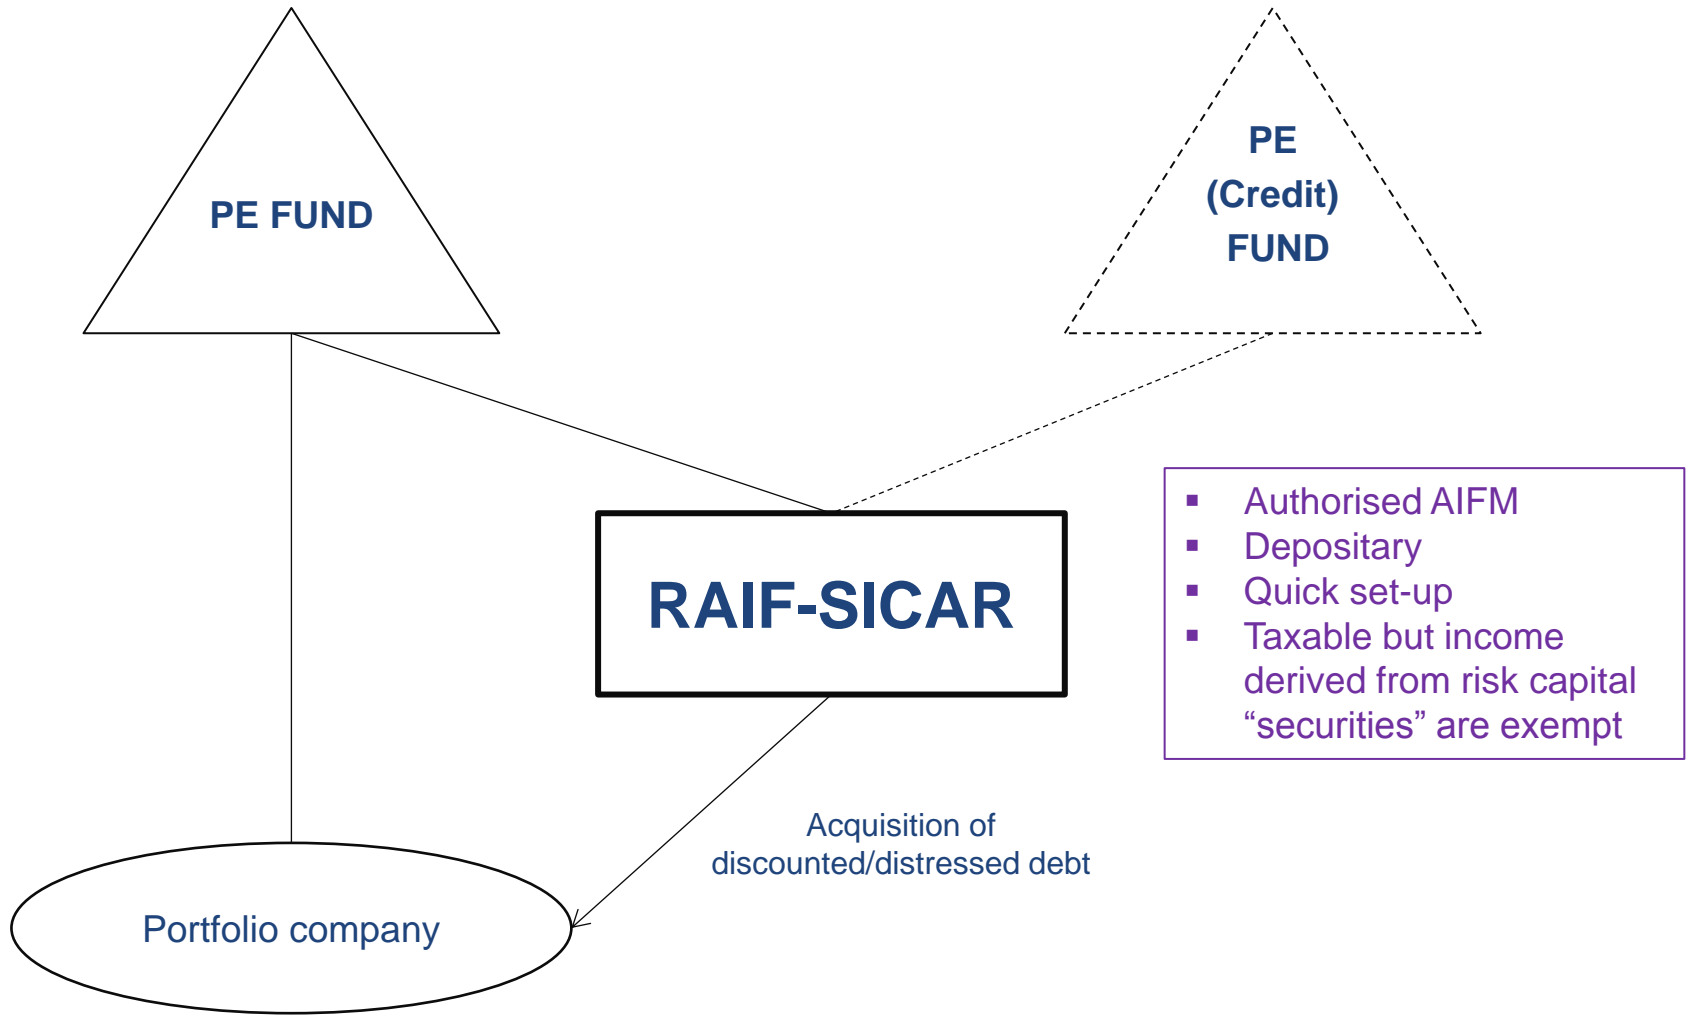 PE FUND
PE
(Credit)
FUND
RAIF-SICAR
▪ Authorised AIFM
▪ Depositary
▪ Quick set-up
▪ Taxable but income
derived from risk capital
“securities” are exempt
Acquisition of
discounted/distressed debt
Portfolio company